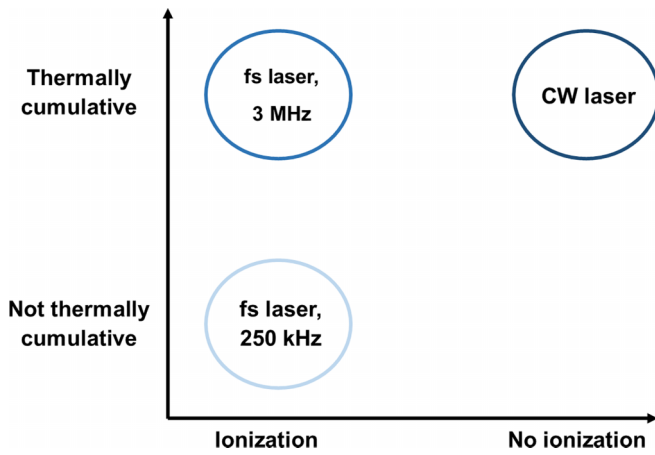 Thermally
cumulative
fs laser,
3 MHz
CW laser
Not thermally
cumulative
fs laser,
250 kHz
Ionization
No ionization